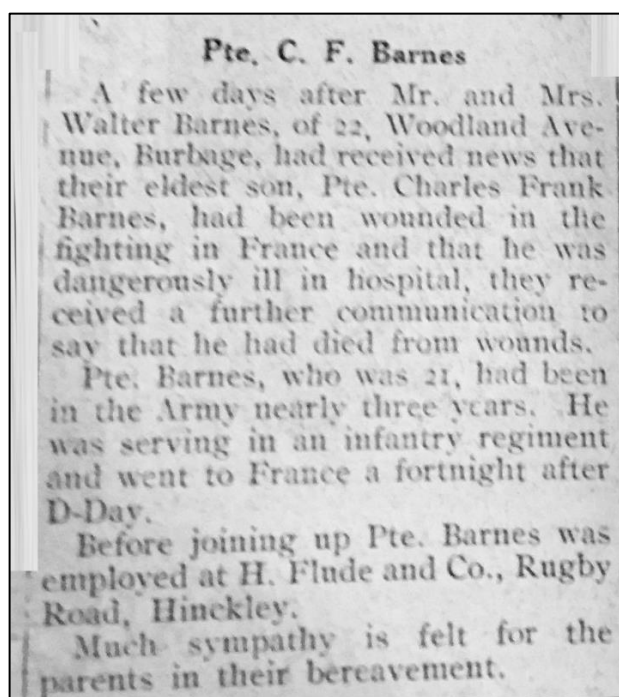 Pte. C. F. Barnes
A few days after Mr. and Mrs.
Walter Barnes, of 22, Woodland Ave-
nue, Burbage, had received news that
their eldest son, Pte. Charles Frank
Barnes, had been wounded in the
fighting in France and that he was
dangerously ill in hospital, they re-
ceived a further communication to
say that he had died from wounds.
Pte. Barnes, who was 21, had been
in the Army nearly three years. He
was serving in an infantry regiment
and went to France a fortnight after
D-Day.
Before joining up Pte. Barnes was
employed at H. Flude and Co., Rugby
Road, Hinckley.
Much sympathy is felt for the
parents in their bereavement.